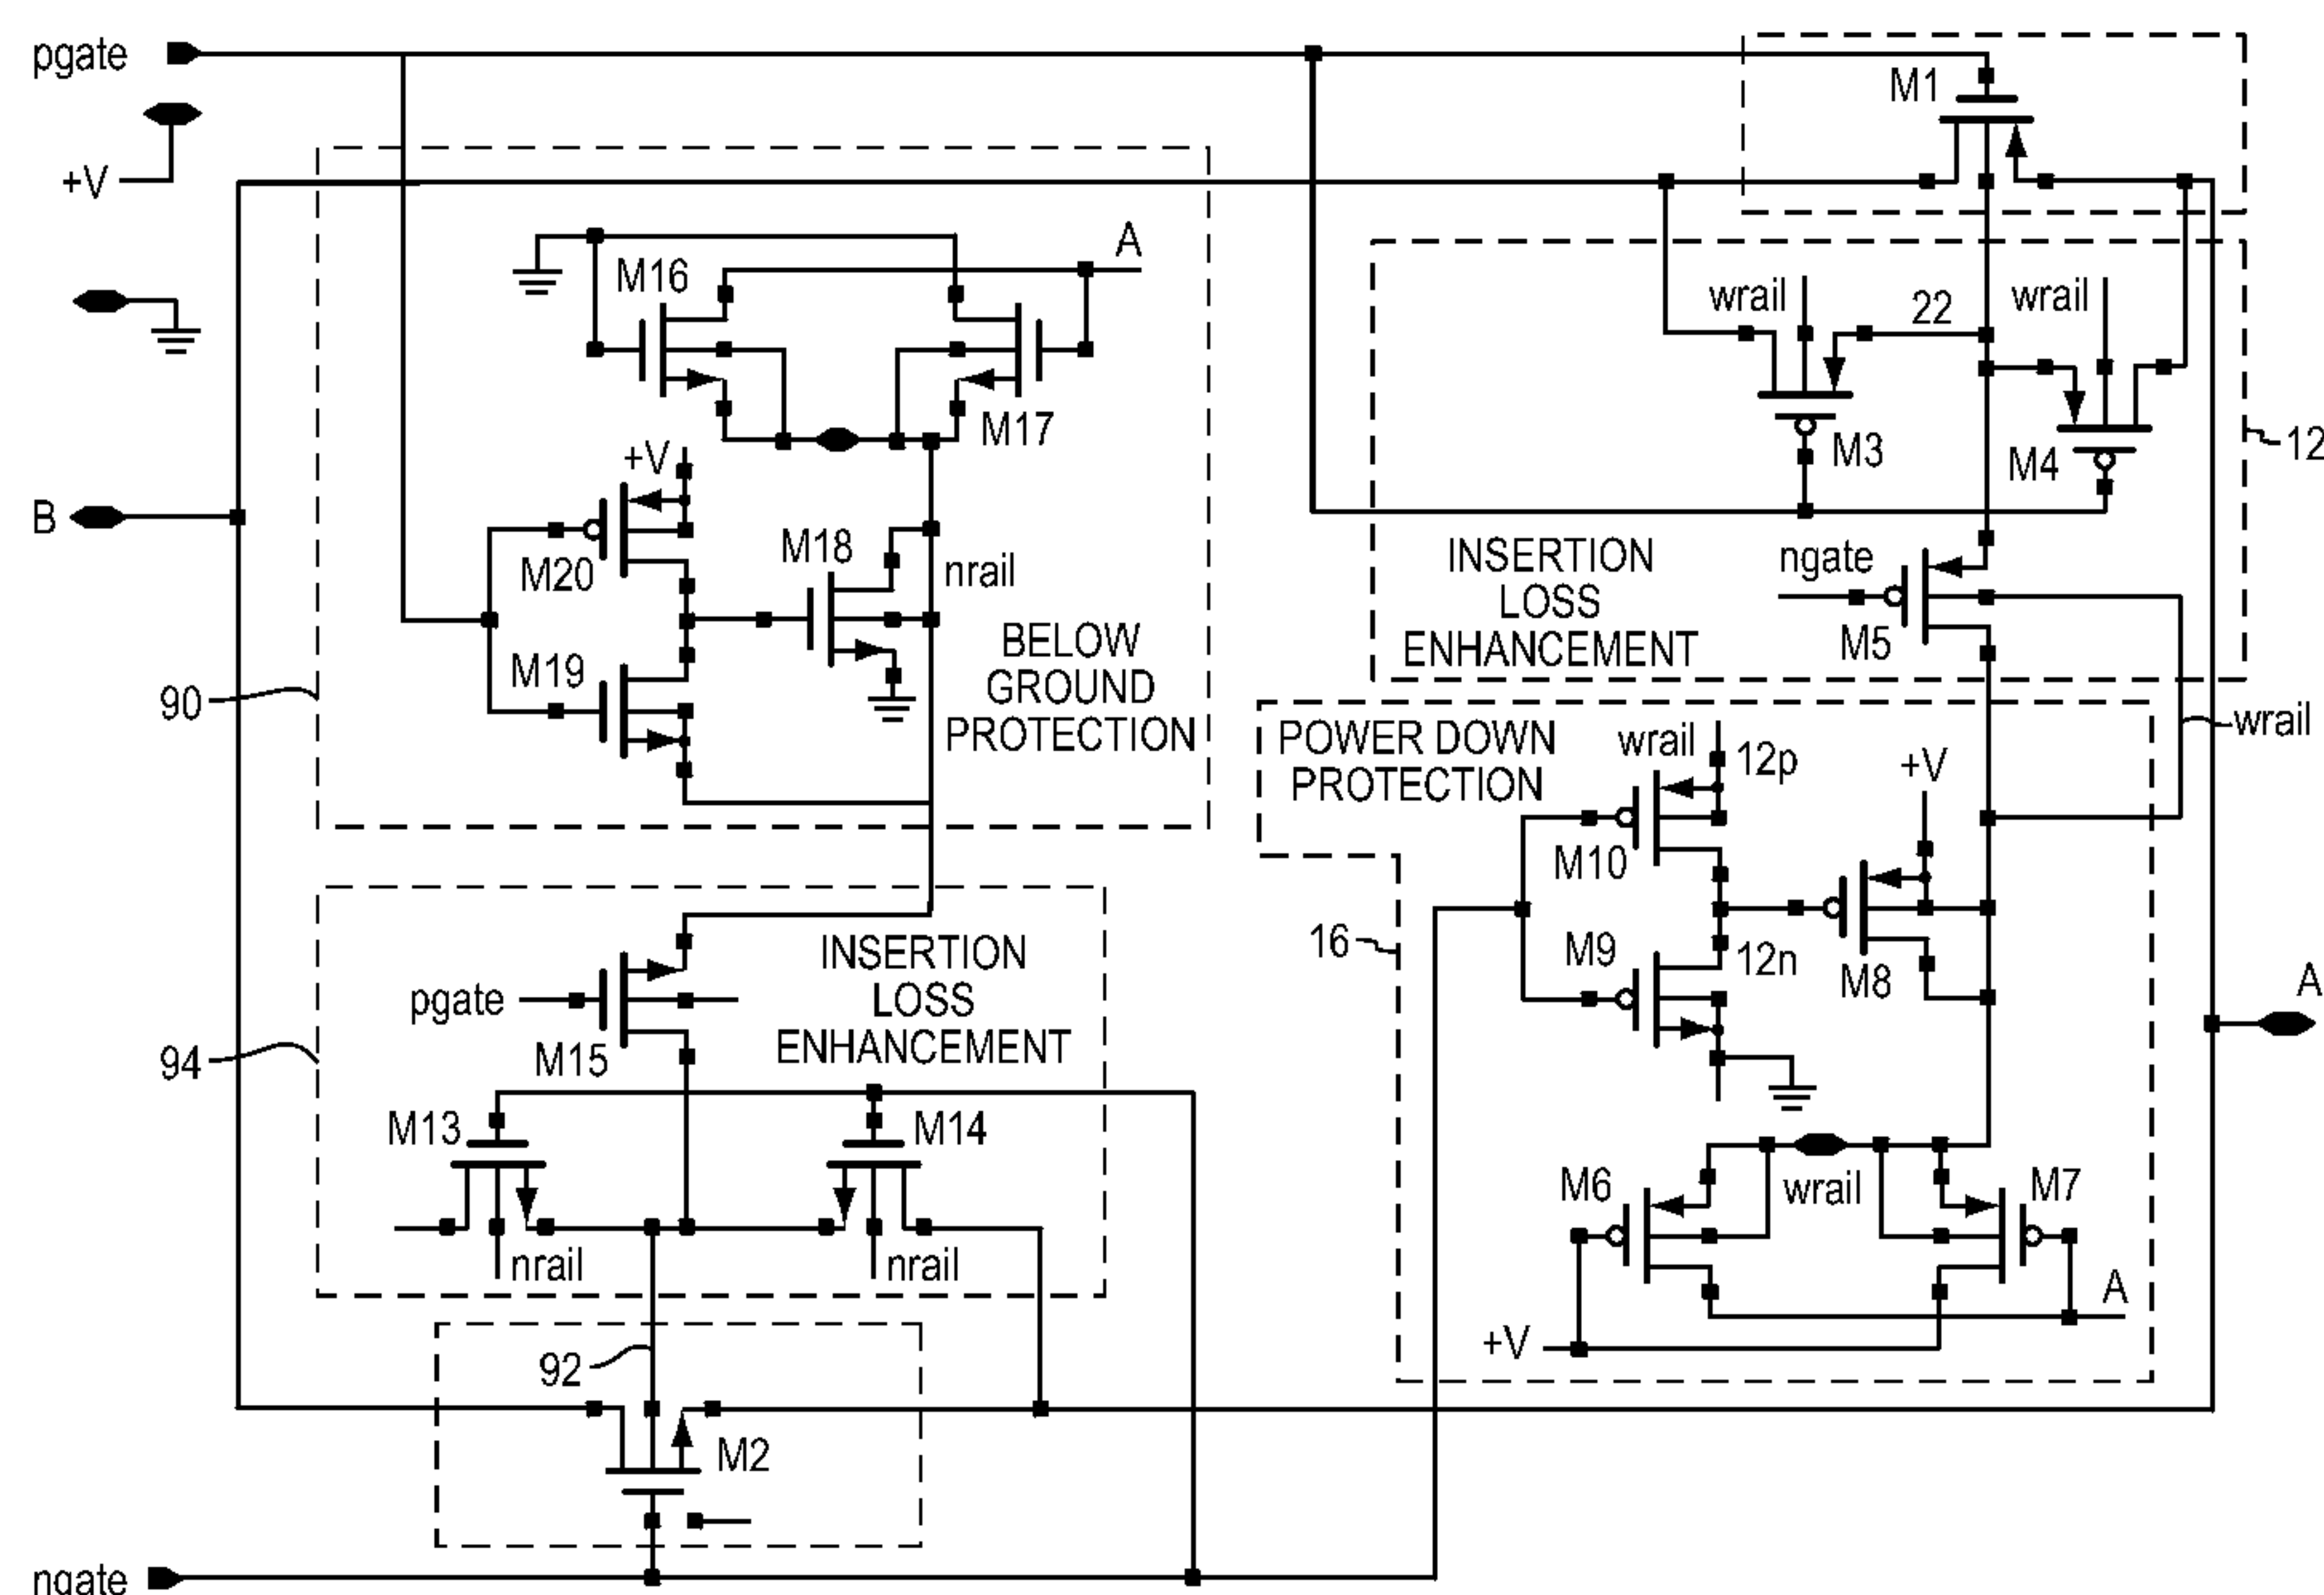 pgate
M1
+V
A
M16
wrail
22
wrail
M17
+V
M3
M4
12
B
M20
M18
nrail
INSERTION
LOSS
ENHANCEMENT
ngate
M5
M19
BELOW
GROUND
PROTECTION
90
POWER DOWN
PROTECTION
wrail
12p
+V
wrail
M10
16
M9
12n
M8
A
INSERTION
LOSS
ENHANCEMENT
pgate
M15
94
M13
M14
nrail
nrail
M6
wrail
M7
A
+V
92
M2
ngate